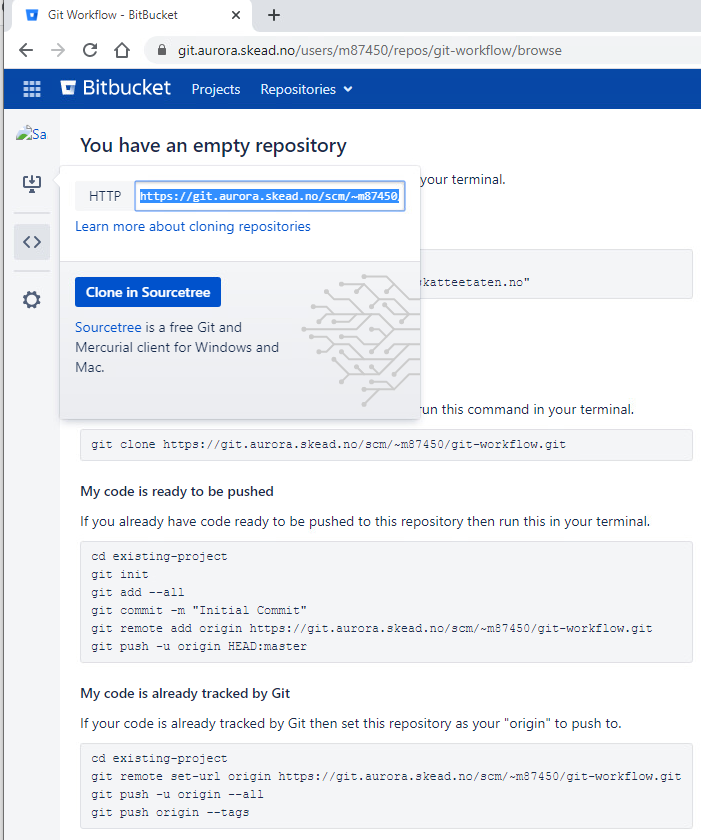 Git Workflow - BitBucket
git.aurora.skead.no/users/m87450/repos/git-workflow/browse
Bitbucket Projects Repositories
Sa
You have an empty repository
your terminal.
HTTP https://git.aurora.skead.no/scm/~m87450/
Learn more about cloning repositories
katteetaten.no"
Clone in Sourcetree
Sourcetree is a free Git and
Mercurial client for Windows and
Mac.
run this command in your terminal.
git clone https://git.aurora.skead.no/scm/~m87450/git-workflow.git
My code is ready to be pushed
If you already have code ready to be pushed to this repository then run this in your terminal.
cd existing-project
git init
git add --all
git commit -m "Initial Commit"
git remote add origin https://git.aurora.skead.no/scm/~m87450/git-workflow.git
git push -u origin HEAD:master
My code is already tracked by Git
If your code is already tracked by Git then set this repository as your "origin" to push to.
cd existing-project
git remote set-url origin https://git.aurora.skead.no/scm/~m87450/git-workflow.git
git push -u origin --all
git push origin --tags